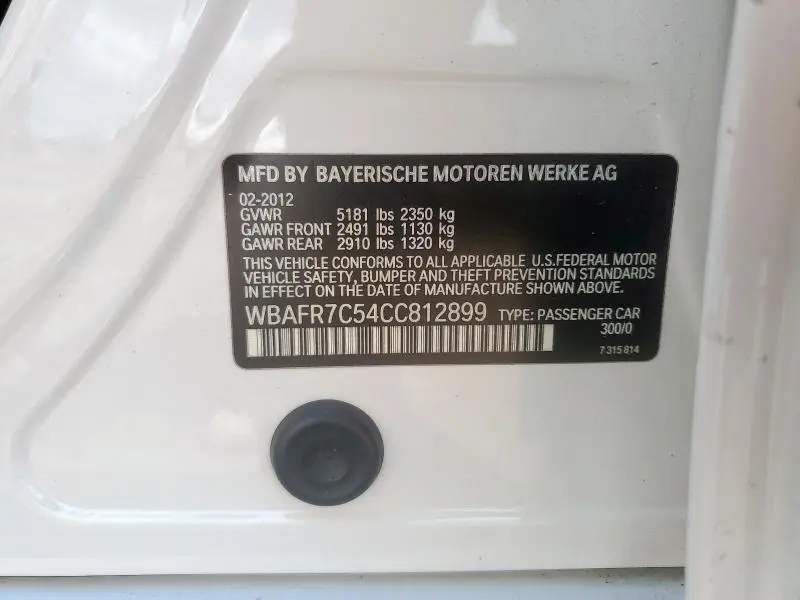 MFD BY BAYERISCHE MOTOREN WERKE AG
02-2012
GVWR 5181 lbs 2350 kg
GAWR FRONT 2491 lbs 1130 kg
GAWR REAR 2910 lbs 1320 kg
THIS VEHICLE CONFORMS TO ALL APPLICABLE U.S.FEDERAL MOTOR
VEHICLE SAFETY, BUMPER AND THEFT PREVENTION STANDARDS
IN EFFECT ON THE DATE OF MANUFACTURE SHOWN ABOVE.
WBAFR7C54CC812899 TYPE: PASSENGER CAR
300/0
7 315 814